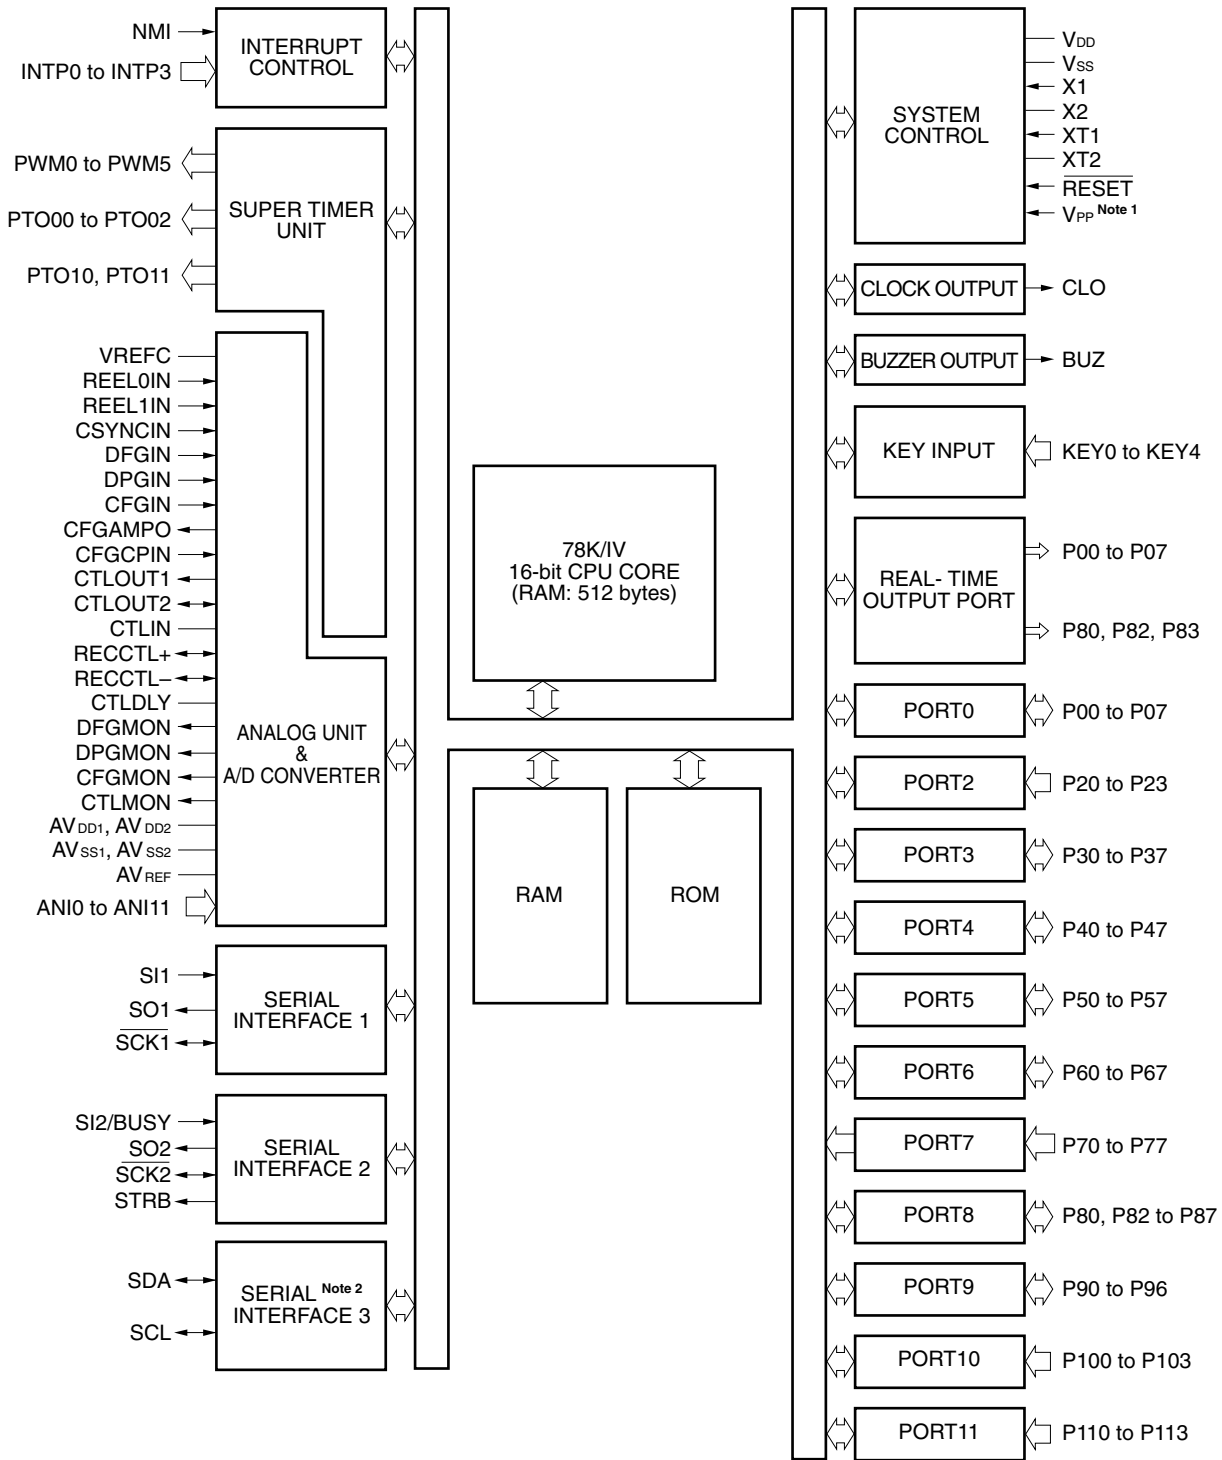 NMI
INTP0 to INTP3
INTERRUPT
CONTROL
PWM0 to PWM5
PTO00 to PTO02
PTO10, PTO11
SUPER TIMER
UNIT
VREFC
REEL0IN
REEL1IN
CSYNCIN
DFGIN
DPGIN
CFGIN
CFGAMPO
CFGCPIN
CTLOUT1
CTLOUT2
CTLIN
RECCTL+
RECCTL–
CTLDLY
DFGMON
DPGMON
CFGMON
CTLMON
AVDD1, AVDD2
AVSS1, AVSS2
AVREF
ANI0 to ANI11
ANALOG UNIT
&
A/D CONVERTER
SI1
SO1
SCK1
SERIAL
INTERFACE 1
SI2/BUSY
SO2
SCK2
STRB
SERIAL
INTERFACE 2
SDA
SCL
SERIAL Note 2
INTERFACE 3
78K/IV
16-bit CPU CORE
(RAM: 512 bytes)
RAM
ROM
SYSTEM
CONTROL
VDD
VSS
X1
X2
XT1
XT2
RESET
VPP Note 1
CLOCK OUTPUT
CLO
BUZZER OUTPUT
BUZ
KEY INPUT
KEY0 to KEY4
REAL- TIME
OUTPUT PORT
P00 to P07
P80, P82, P83
PORT0
P00 to P07
PORT2
P20 to P23
PORT3
P30 to P37
PORT4
P40 to P47
PORT5
P50 to P57
PORT6
P60 to P67
PORT7
P70 to P77
PORT8
P80, P82 to P87
PORT9
P90 to P96
PORT10
P100 to P103
PORT11
P110 to P113